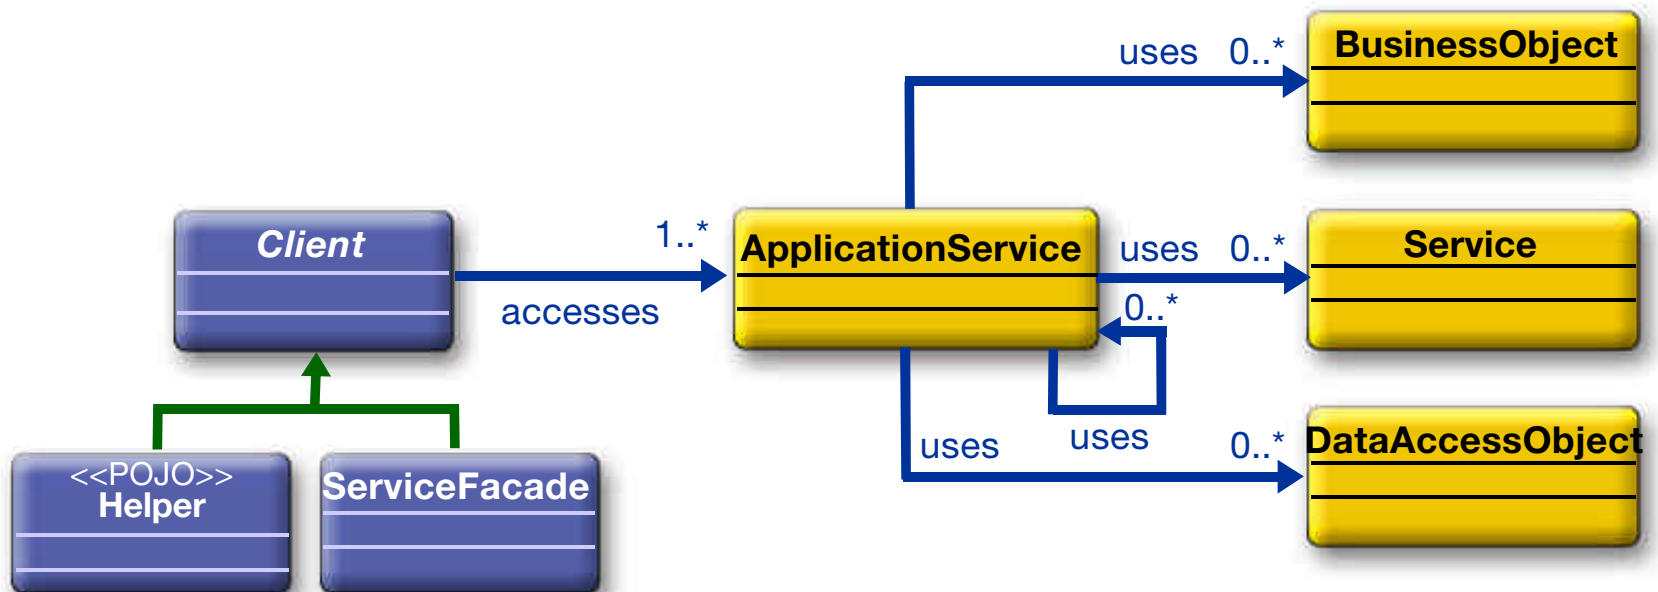 uses 0..*
BusinessObject
Client
1..*
accesses
ApplicationService
uses 0..*
Service
0..*
uses
uses
0..*
DataAccessObject
<<POJO>>
Helper
ServiceFacade